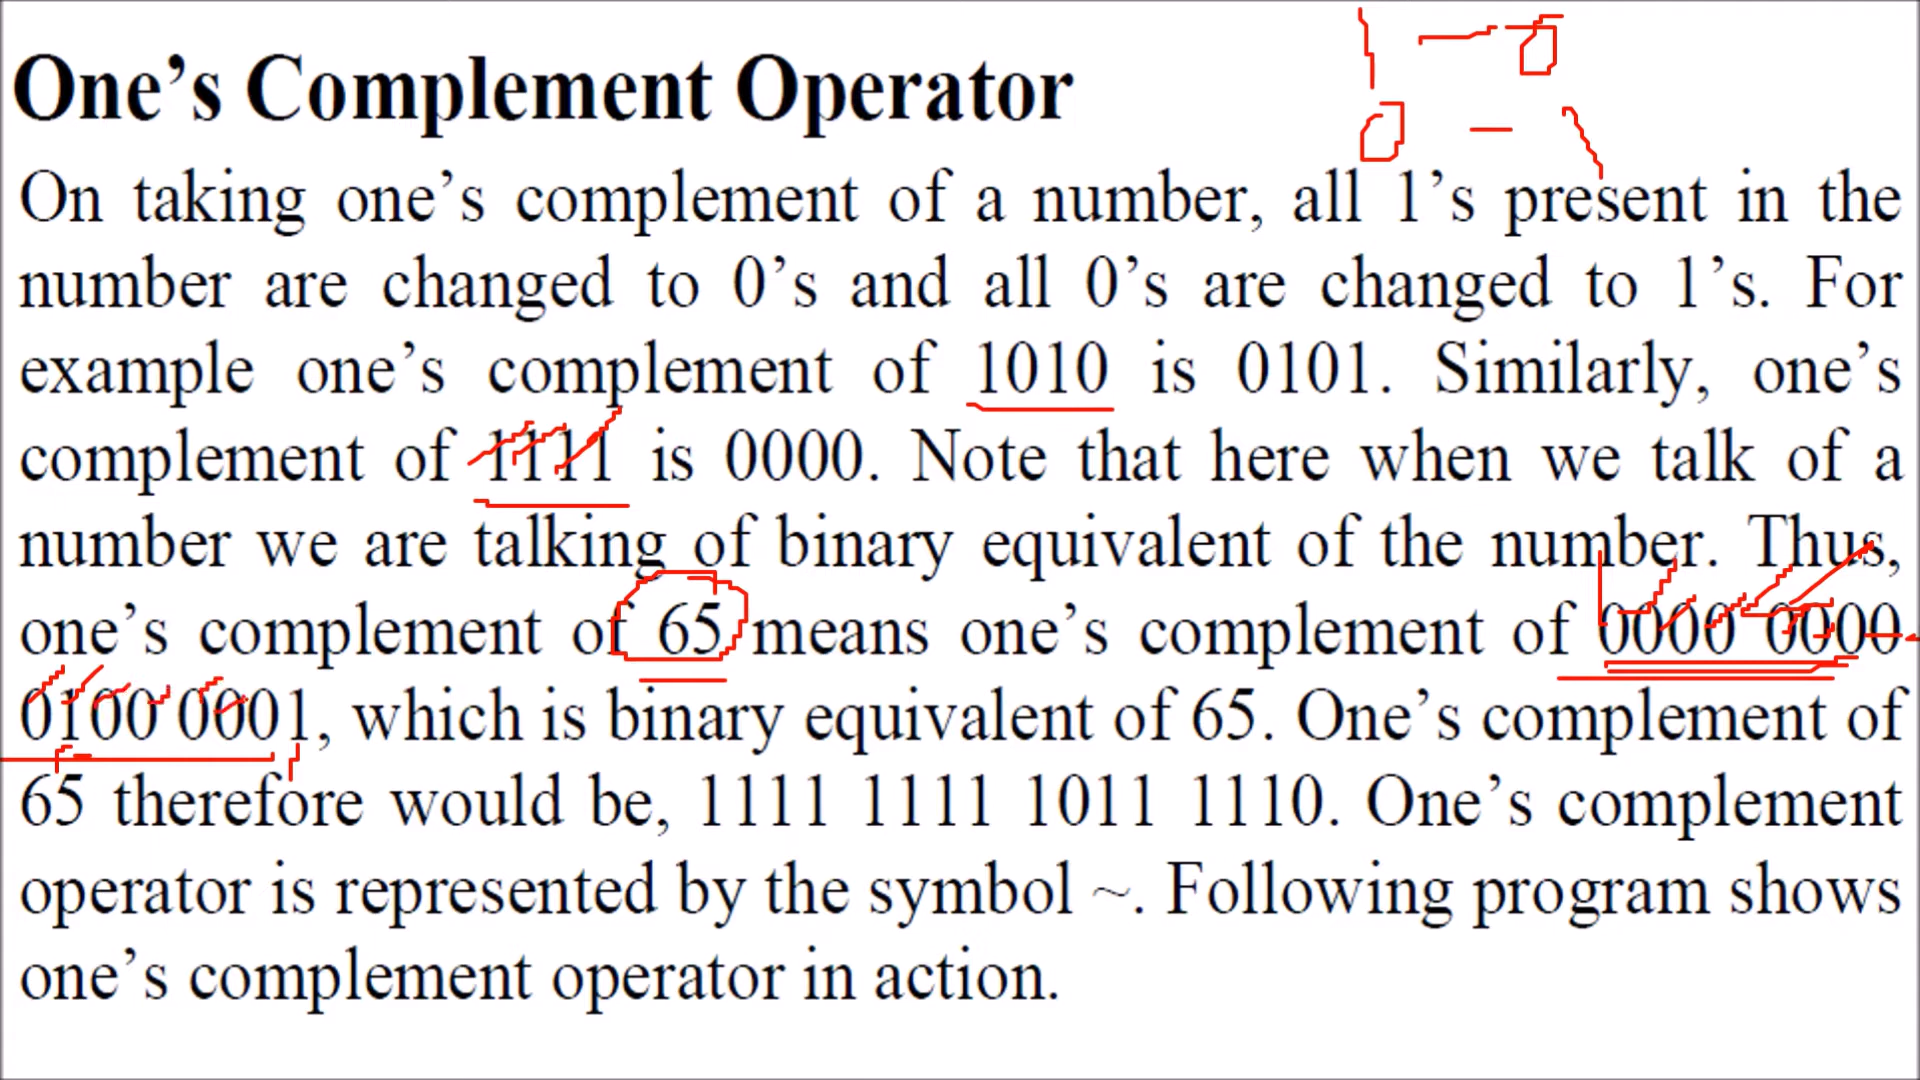 One’s Complement Operator
1 — 0
0 — 1
On taking one’s complement of a number, all 1’s present in the
number are changed to 0’s and all 0’s are changed to 1’s. For
example one’s complement of 1010 is 0101. Similarly, one’s
complement of 1111 is 0000. Note that here when we talk of a
number we are talking of binary equivalent of the number. Thus,
one’s complement of 65 means one’s complement of 0000 0000
0100 0001, which is binary equivalent of 65. One’s complement of
65 therefore would be, 1111 1111 1011 1110. One’s complement
operator is represented by the symbol ~. Following program shows
one’s complement operator in action.